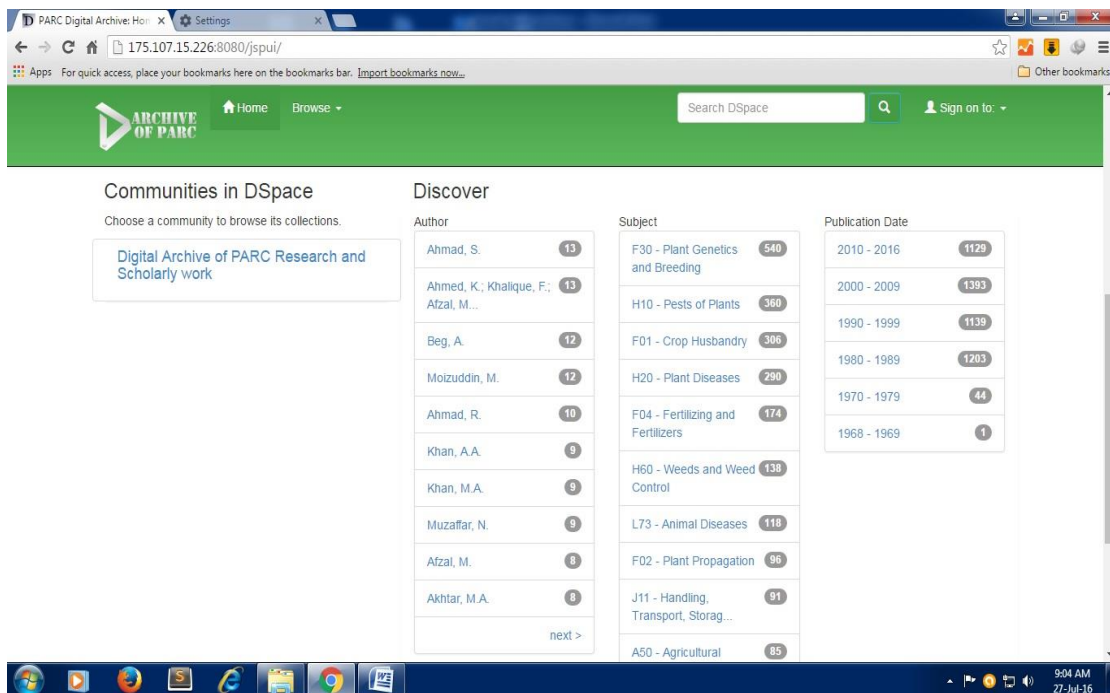 PARC Digital Archive: Hon
Settings
175.107.15.226:8080/jspui/
Apps For quick access, place your bookmarks here on the bookmarks bar. Import bookmarks now...
Other bookmarks
ARCHIVE
OF PARC
Home
Browse
Search DSpace
Sign on to:
Communities in DSpace
Choose a community to browse its collections.
Digital Archive of PARC Research and
Scholarly work
Discover
Author
Ahmad, S. 13
Ahmed, K.; Khalique, F.; 13
Afzal, M...
Beg, A. 12
Moizuddin, M. 12
Ahmad, R. 10
Khan, A.A. 9
Khan, M.A. 9
Muzaffar, N. 9
Afzal, M. 8
Akhtar, M.A. 8
next >
Subject
F30 - Plant Genetics 540
and Breeding
H10 - Pests of Plants 360
F01 - Crop Husbandry 306
H20 - Plant Diseases 290
F04 - Fertilizing and 174
Fertilizers
H60 - Weeds and Weed 138
Control
L73 - Animal Diseases 118
F02 - Plant Propagation 96
J11 - Handling, 91
Transport, Storag...
A50 - Agricultural 85
Publication Date
2010 - 2016 1129
2000 - 2009 1393
1990 - 1999 1139
1980 - 1989 1203
1970 - 1979 44
1968 - 1969 1
9:04 AM
27-Jul-16